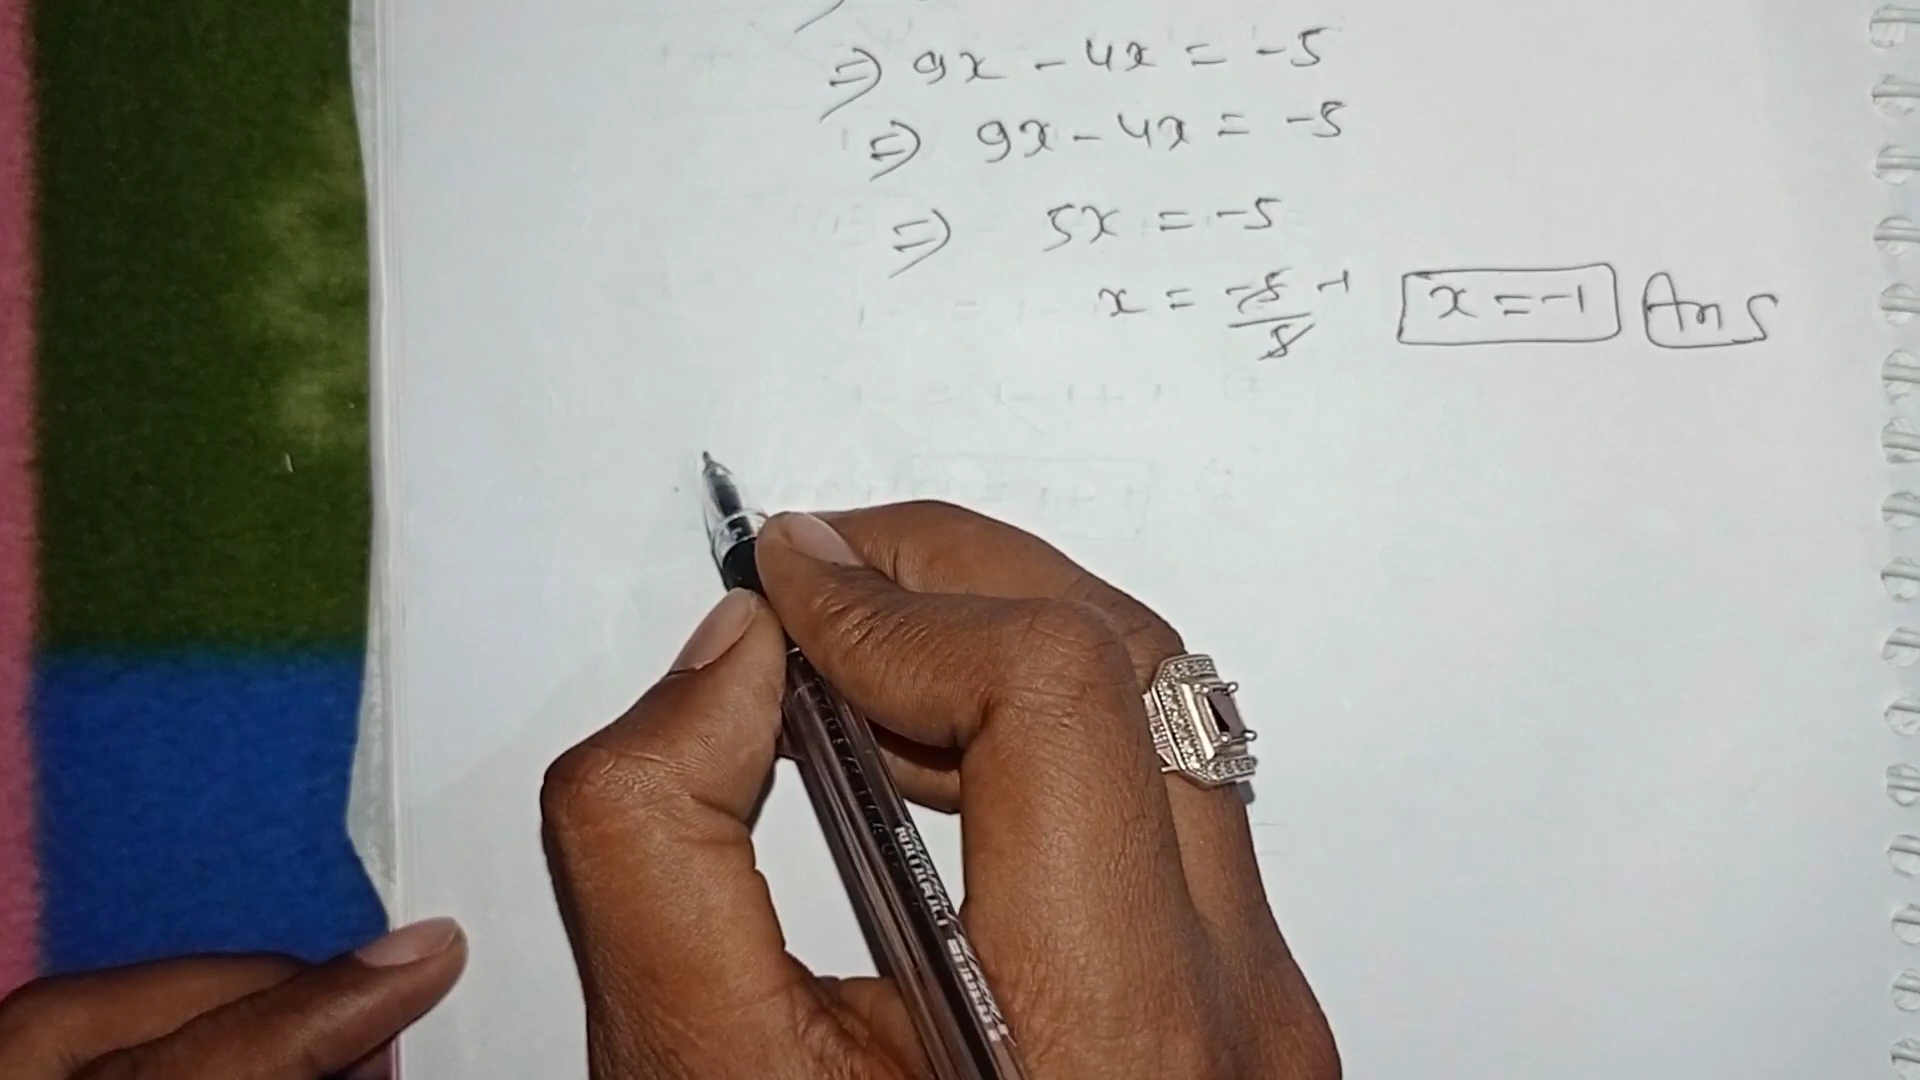 ⇒ 9x - 4x = -5
⇒ 9x - 4x = -5
⇒ 5x = -5
x = -5/5 -1 x = -1 Ans